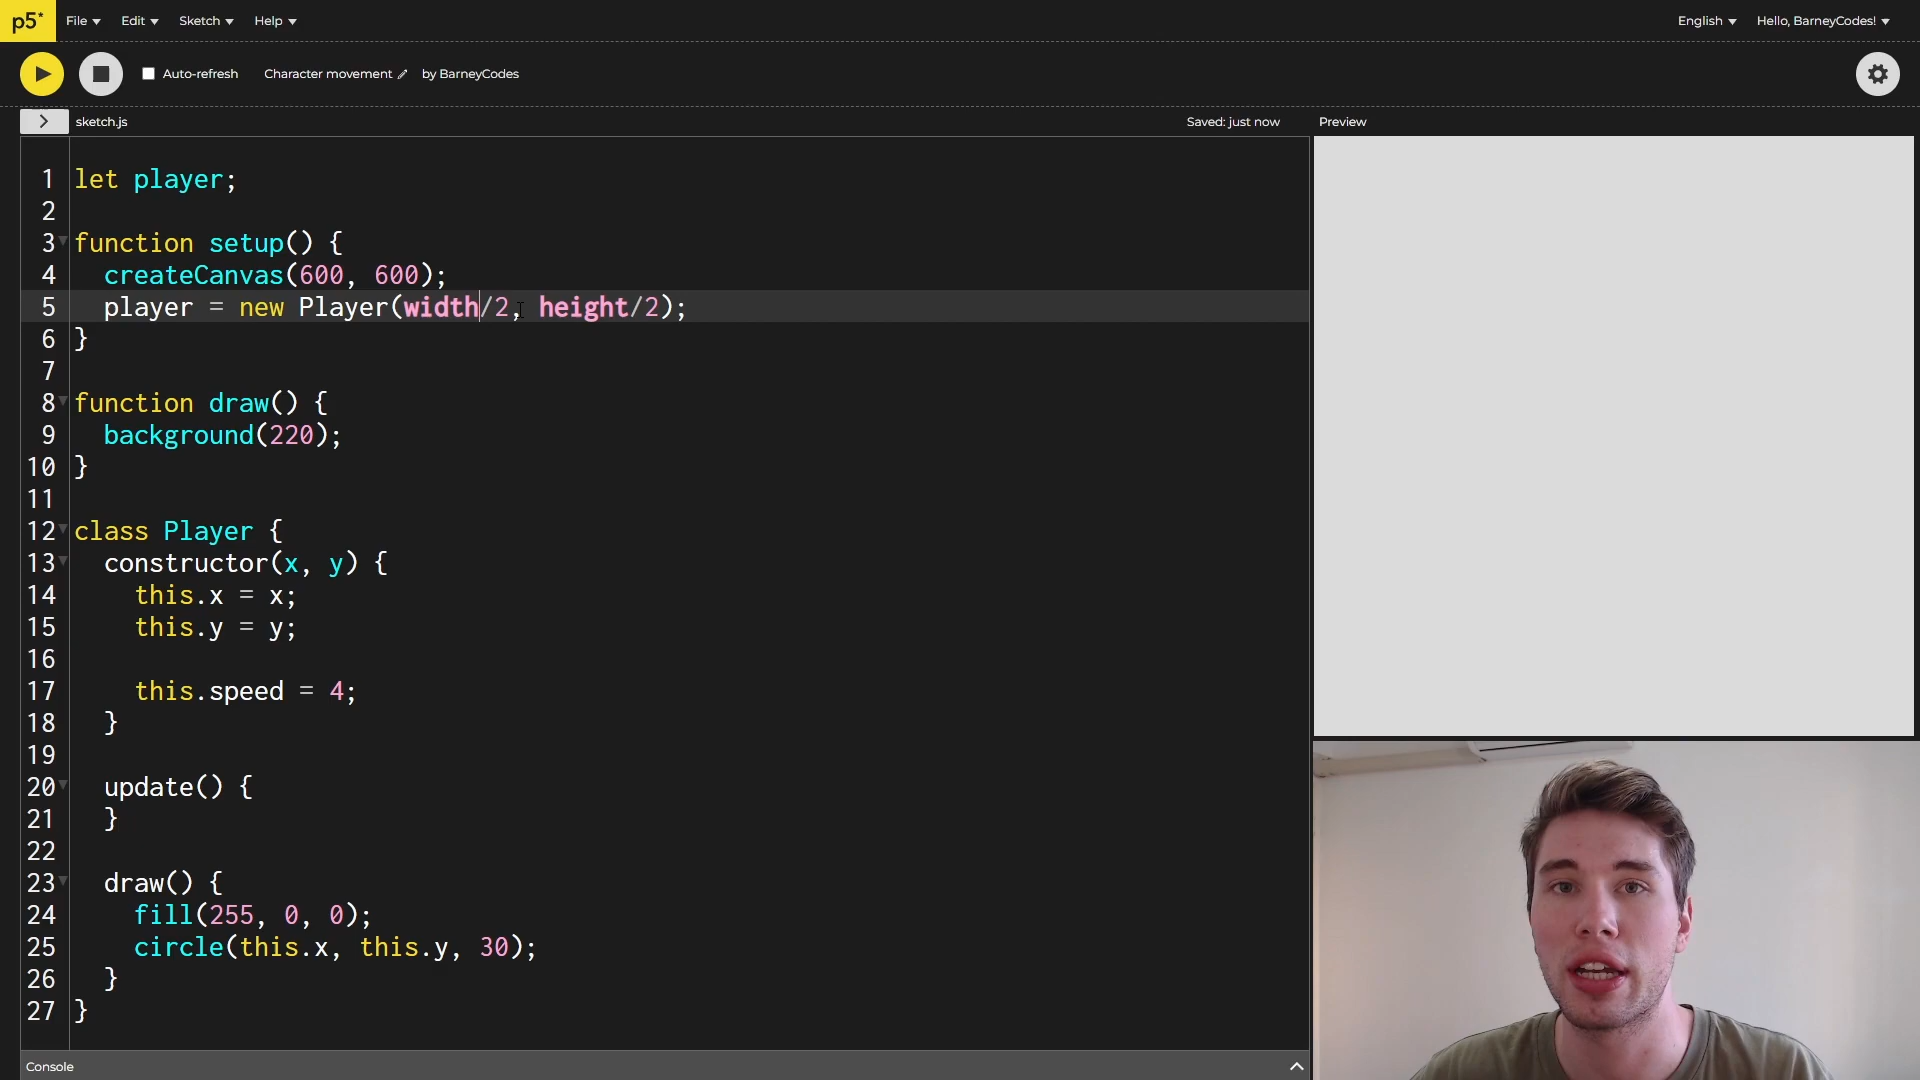 p5* File Edit Sketch Help English Hello, BarneyCodes!
Auto-refresh Character movement by BarneyCodes
> sketch.js Saved: just now Preview
1 let player;
2
3 function setup() {
4   createCanvas(600, 600);
5   player = new Player(width/2, height/2);
6 }
7
8 function draw() {
9   background(220);
10 }
11
12 class Player {
13   constructor(x, y) {
14     this.x = x;
15     this.y = y;
16
17     this.speed = 4;
18   }
19
20   update() {
21   }
22
23   draw() {
24     fill(255, 0, 0);
25     circle(this.x, this.y, 30);
26   }
27 }
Console